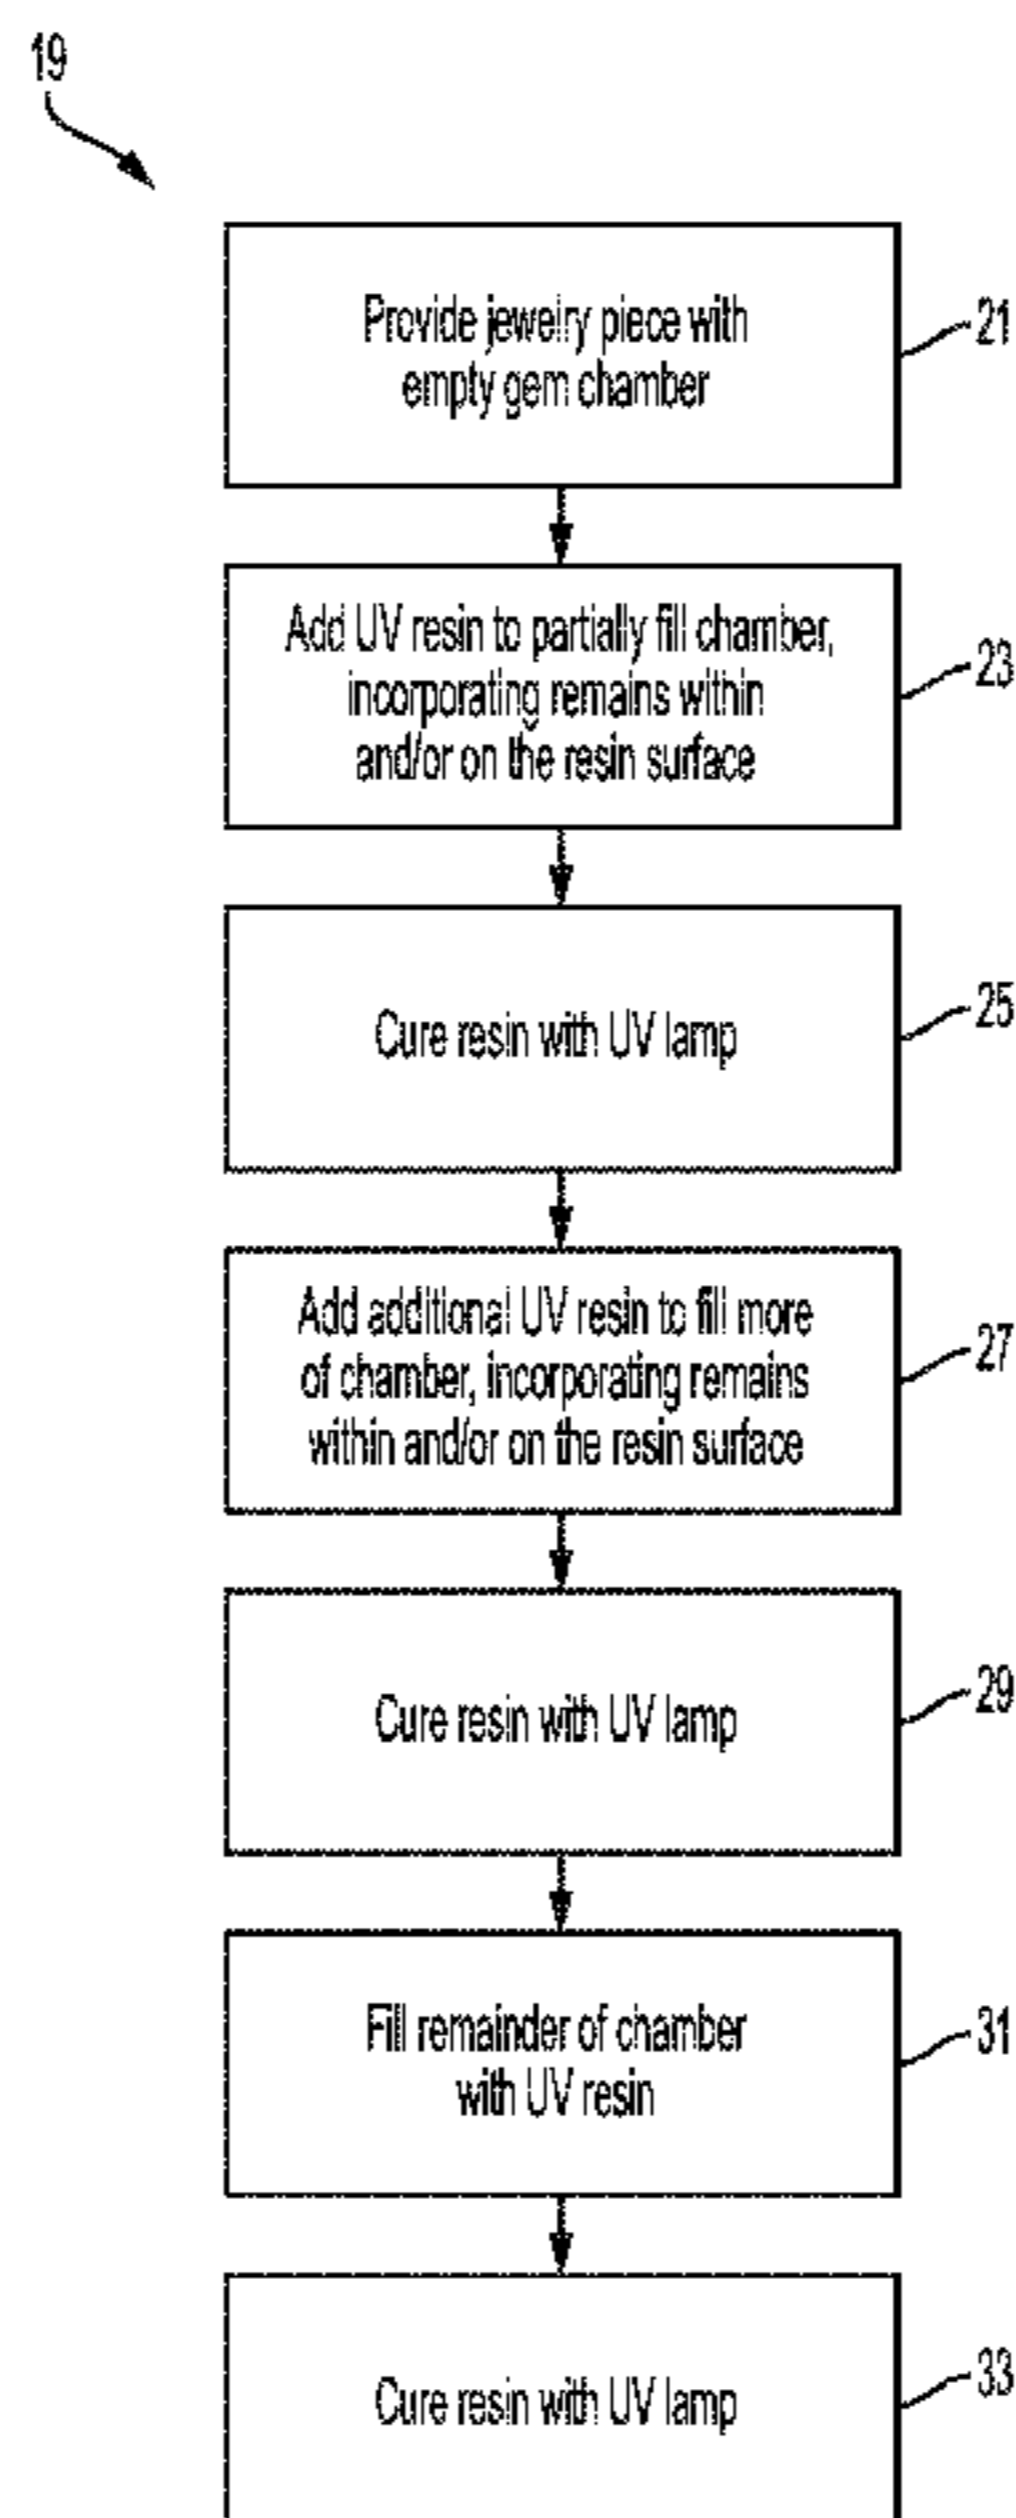 19
Provide jewelry piece with
empty gem chamber
21
Add UV resin to partially fill chamber,
incorporating remains within
and/or on the resin surface
23
Cure resin with UV lamp
25
Add additional UV resin to fill more
of chamber, incorporating remains
within and/or on the resin surface
27
Cure resin with UV lamp
29
Fill remainder of chamber
with UV resin
31
Cure resin with UV lamp
33